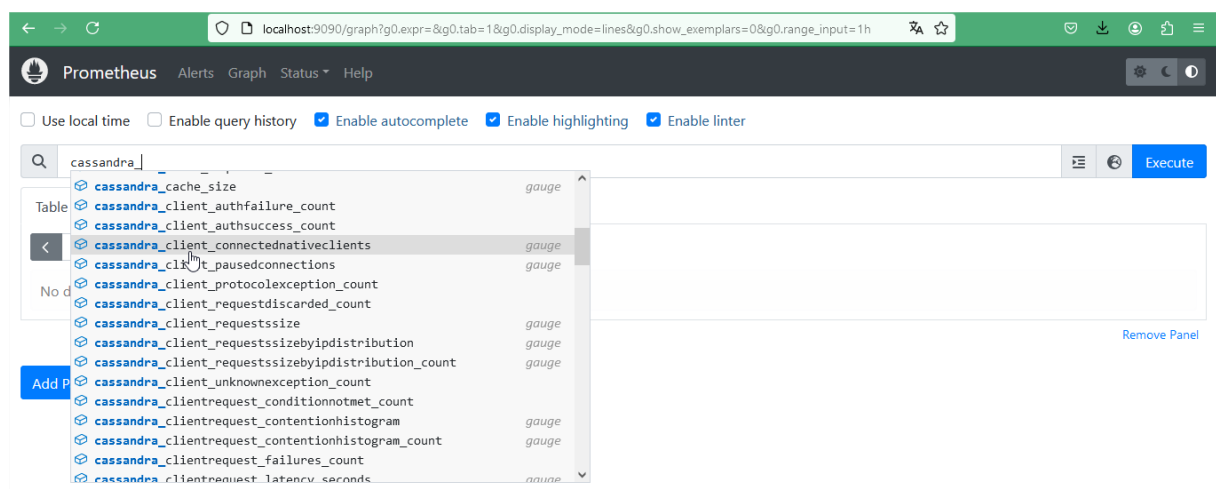 localhost:9090/graph?g0.expr=&g0.tab=1&g0.display_mode=lines&g0.show_exemplars=0&g0.range_input=1h
Prometheus Alerts Graph Status Help
Use local time Enable query history Enable autocomplete Enable highlighting Enable linter
cassandra_ Execute
cassandra_cache_size gauge
Table
cassandra_client_authfailure_count
cassandra_client_authsuccess_count
cassandra_client_connectednativeclients gauge
cassandra_client_pausedconnections gauge
No d
cassandra_client_protocolexception_count
cassandra_client_requestdiscarded_count
cassandra_client_requestssize gauge
Remove Panel
cassandra_client_requestssizebyipdistribution gauge
cassandra_client_requestssizebyipdistribution_count gauge
Add P
cassandra_client_unknownexception_count
cassandra_clientrequest_conditionnotmet_count
cassandra_clientrequest_contentionhistogram gauge
cassandra_clientrequest_contentionhistogram_count gauge
cassandra_clientrequest_failures_count
cassandra_clientrequest_latency_seconds gauge